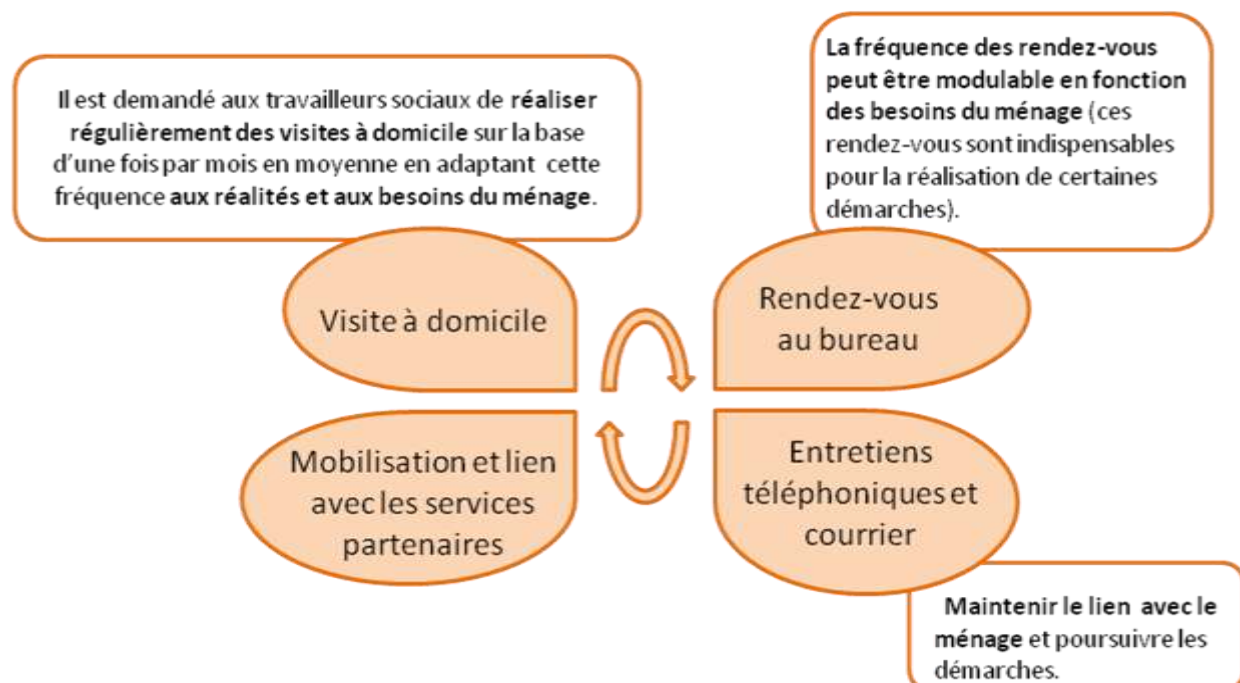 Il est demandé aux travailleurs sociaux de réaliser
régulièrement des visites à domicile sur la base
d'une fois par mois en moyenne en adaptant cette
fréquence aux réalités et aux besoins du ménage.
La fréquence des rendez-vous
peut être modulable en fonction
des besoins du ménage (ces
rendez-vous sont indispensables
pour la réalisation de certaines
démarches).
Visite à domicile
Rendez-vous
au bureau
Mobilisation et lien
avec les services
partenaires
Entretiens
téléphoniques et
courrier
Maintenir le lien avec le
ménage et poursuivre les
démarches.